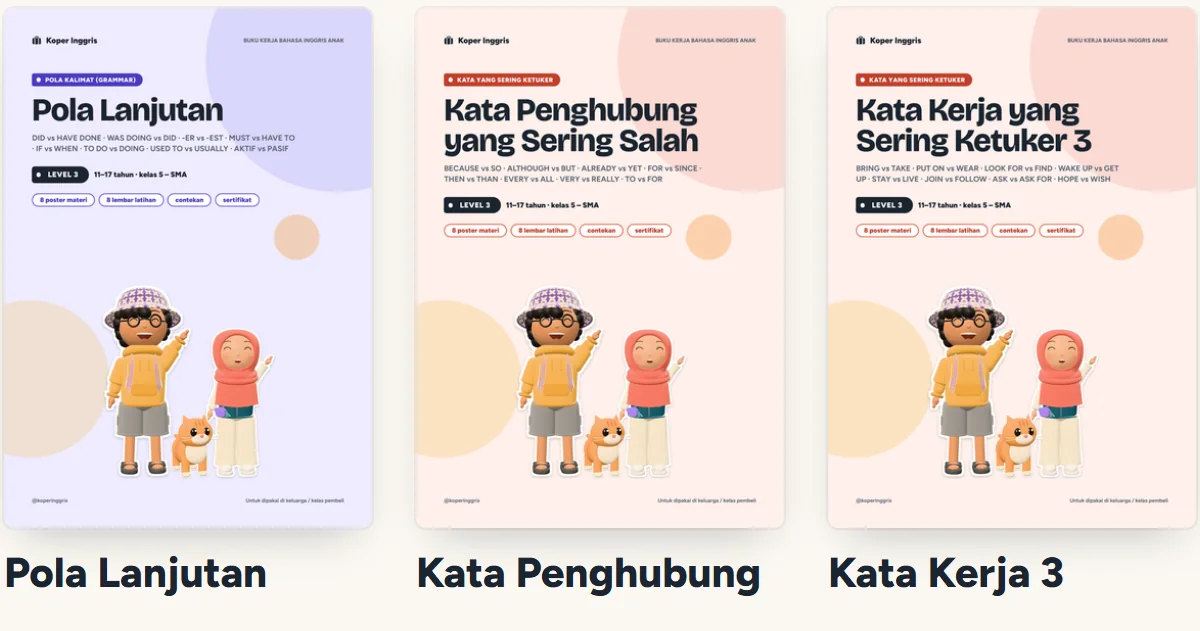 Koper Inggris
BUKU KERJA BAHASA INGGRIS ANAK
POLA KALIMAT (GRAMMAR)
Pola Lanjutan
DID vs HAVE DONE · WAS DOING vs DID · -ER vs -EST · MUST vs HAVE TO
· IF vs WHEN · TO DO vs DOING · USED TO vs USUALLY · AKTIF vs PASIF
LEVEL 3 11–17 tahun · kelas 5 – SMA
8 poster materi 8 lembar latihan contekan sertifikat
@koperinggris
Untuk dipakai di keluarga / kelas pembeli
Pola Lanjutan
Koper Inggris
BUKU KERJA BAHASA INGGRIS ANAK
KATA YANG SERING KETUKER
Kata Penghubung
yang Sering Salah
BECAUSE vs SO · ALTHOUGH vs BUT · ALREADY vs YET · FOR vs SINCE ·
THEN vs THAN · EVERY vs ALL · VERY vs REALLY · TO vs FOR
LEVEL 3 11–17 tahun · kelas 5 – SMA
8 poster materi 8 lembar latihan contekan sertifikat
@koperinggris
Untuk dipakai di keluarga / kelas pembeli
Kata Penghubung
Koper Inggris
BUKU KERJA BAHASA INGGRIS ANAK
KATA YANG SERING KETUKER
Kata Kerja yang
Sering Ketuker 3
BRING vs TAKE · PUT ON vs WEAR · LOOK FOR vs FIND · WAKE UP vs GET
UP · STAY vs LIVE · JOIN vs FOLLOW · ASK vs ASK FOR · HOPE vs WISH
LEVEL 3 11–17 tahun · kelas 5 – SMA
8 poster materi 8 lembar latihan contekan sertifikat
@koperinggris
Untuk dipakai di keluarga / kelas pembeli
Kata Kerja 3